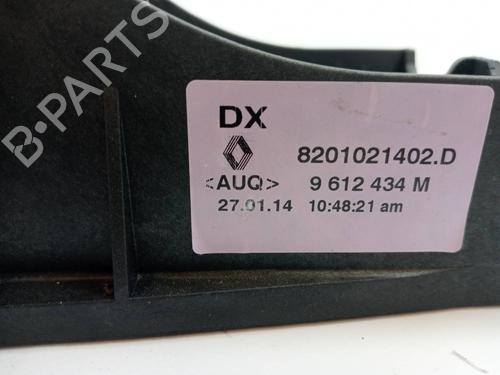 B-PARTS
DX
8201021402.D
<AUQ> 9 612 434 M
27.01.14 10:48:21 am